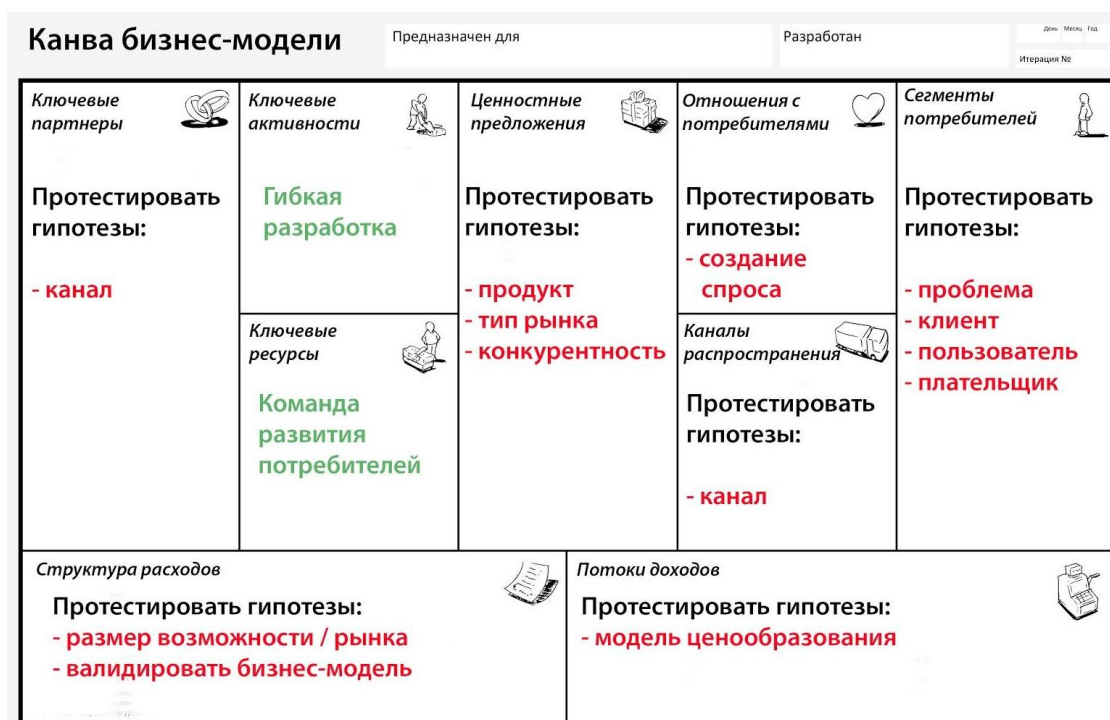 Канва бизнес-модели
Предназначен для
Разработан
День Месяц Год
Итерация №
Ключевые
партнеры
Протестировать
гипотезы:
- канал
Ключевые
активности
Гибкая
разработка
Ключевые
ресурсы
Команда
развития
потребителей
Ценностные
предложения
Протестировать
гипотезы:
- продукт
- тип рынка
- конкурентность
Отношения с
потребителями
Протестировать
гипотезы:
- создание
спроса
Каналы
распространения
Протестировать
гипотезы:
- канал
Сегменты
потребителей
Протестировать
гипотезы:
- проблема
- клиент
- пользователь
- плательщик
Структура расходов
Протестировать гипотезы:
- размер возможности / рынка
- валидировать бизнес-модель
Потоки доходов
Протестировать гипотезы:
- модель ценообразования